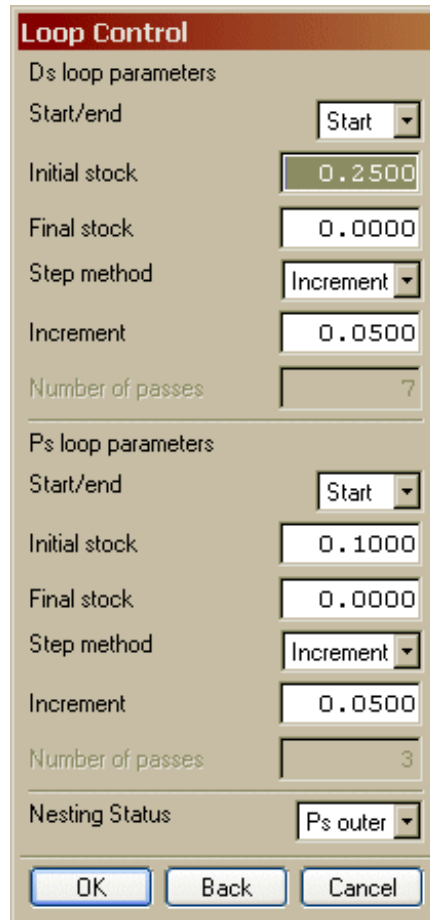 Loop Control
Ds loop parameters
Start/end Start
Initial stock 0.2500
Final stock 0.0000
Step method Increment
Increment 0.0500
Number of passes 7
Ps loop parameters
Start/end Start
Initial stock 0.1000
Final stock 0.0000
Step method Increment
Increment 0.0500
Number of passes 3
Nesting Status Ps outer
OK Back Cancel